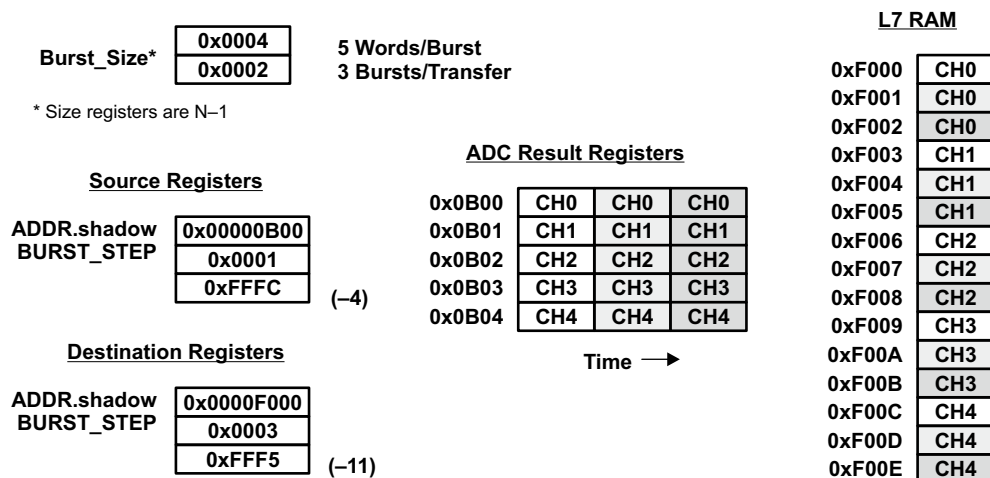 Burst_Size*
0x0004
0x0002
5 Words/Burst
3 Bursts/Transfer
* Size registers are N–1
Source Registers
ADDR.shadow
BURST_STEP
0x00000B00
0x0001
0xFFFC
(–4)
Destination Registers
ADDR.shadow
BURST_STEP
0x0000F000
0x0003
0xFFF5
(–11)
ADC Result Registers
0x0B00 CH0 CH0 CH0
0x0B01 CH1 CH1 CH1
0x0B02 CH2 CH2 CH2
0x0B03 CH3 CH3 CH3
0x0B04 CH4 CH4 CH4
Time
L7 RAM
0xF000 CH0
0xF001 CH0
0xF002 CH0
0xF003 CH1
0xF004 CH1
0xF005 CH1
0xF006 CH2
0xF007 CH2
0xF008 CH2
0xF009 CH3
0xF00A CH3
0xF00B CH3
0xF00C CH4
0xF00D CH4
0xF00E CH4